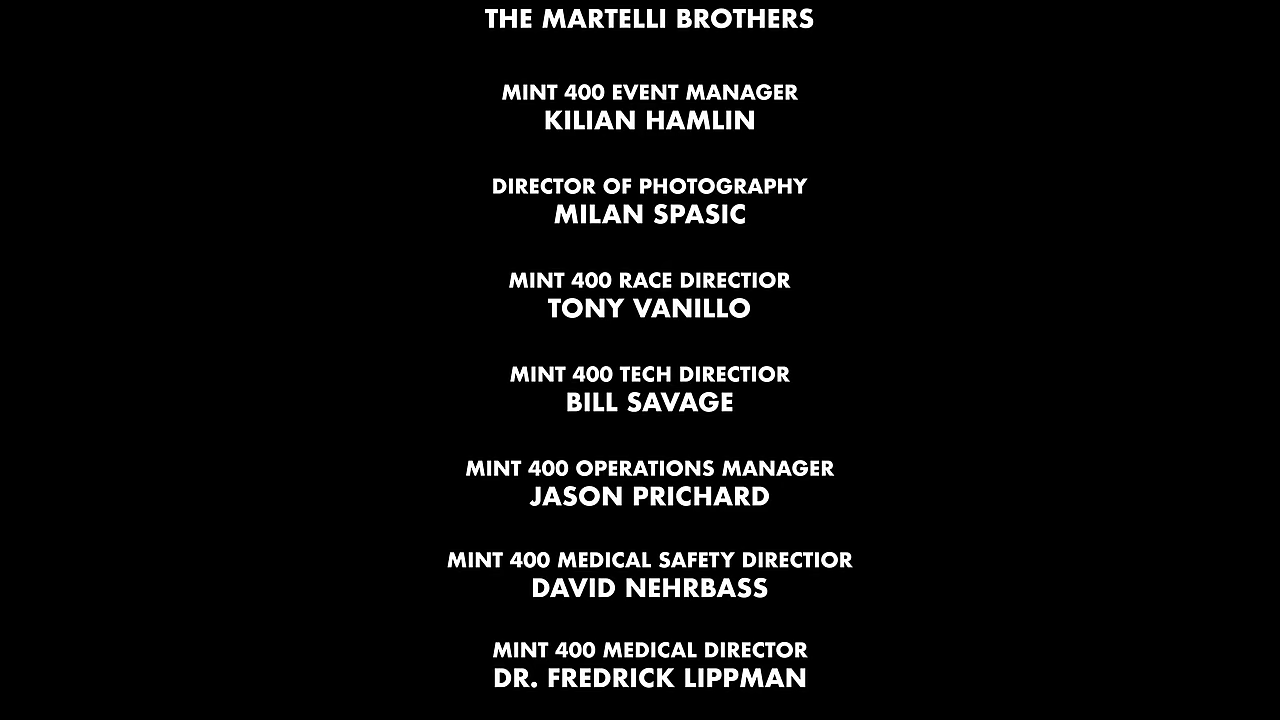 THE MARTELLI BROTHERS
MINT 400 EVENT MANAGER
KILIAN HAMLIN
DIRECTOR OF PHOTOGRAPHY
MILAN SPASIC
MINT 400 RACE DIRECTIOR
TONY VANILLO
MINT 400 TECH DIRECTIOR
BILL SAVAGE
MINT 400 OPERATIONS MANAGER
JASON PRICHARD
MINT 400 MEDICAL SAFETY DIRECTIOR
DAVID NEHRBASS
MINT 400 MEDICAL DIRECTOR
DR. FREDRICK LIPPMAN